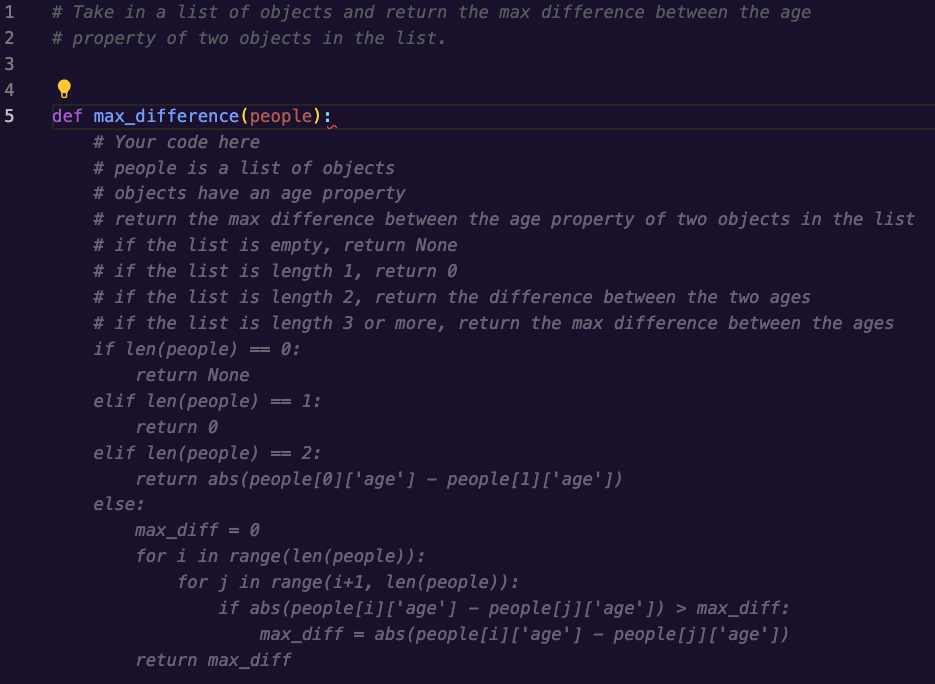 1 # Take in a list of objects and return the max difference between the age
2 # property of two objects in the list.
3
4
5 def max_difference(people):
        # Your code here
        # people is a list of objects
        # objects have an age property
        # return the max difference between the age property of two objects in the list
        # if the list is empty, return None
        # if the list is length 1, return 0
        # if the list is length 2, return the difference between the two ages
        # if the list is length 3 or more, return the max difference between the ages
        if len(people) == 0:
            return None
        elif len(people) == 1:
            return 0
        elif len(people) == 2:
            return abs(people[0]['age'] - people[1]['age'])
        else:
            max_diff = 0
            for i in range(len(people)):
                for j in range(i+1, len(people)):
                    if abs(people[i]['age'] - people[j]['age']) > max_diff:
                        max_diff = abs(people[i]['age'] - people[j]['age'])
            return max_diff